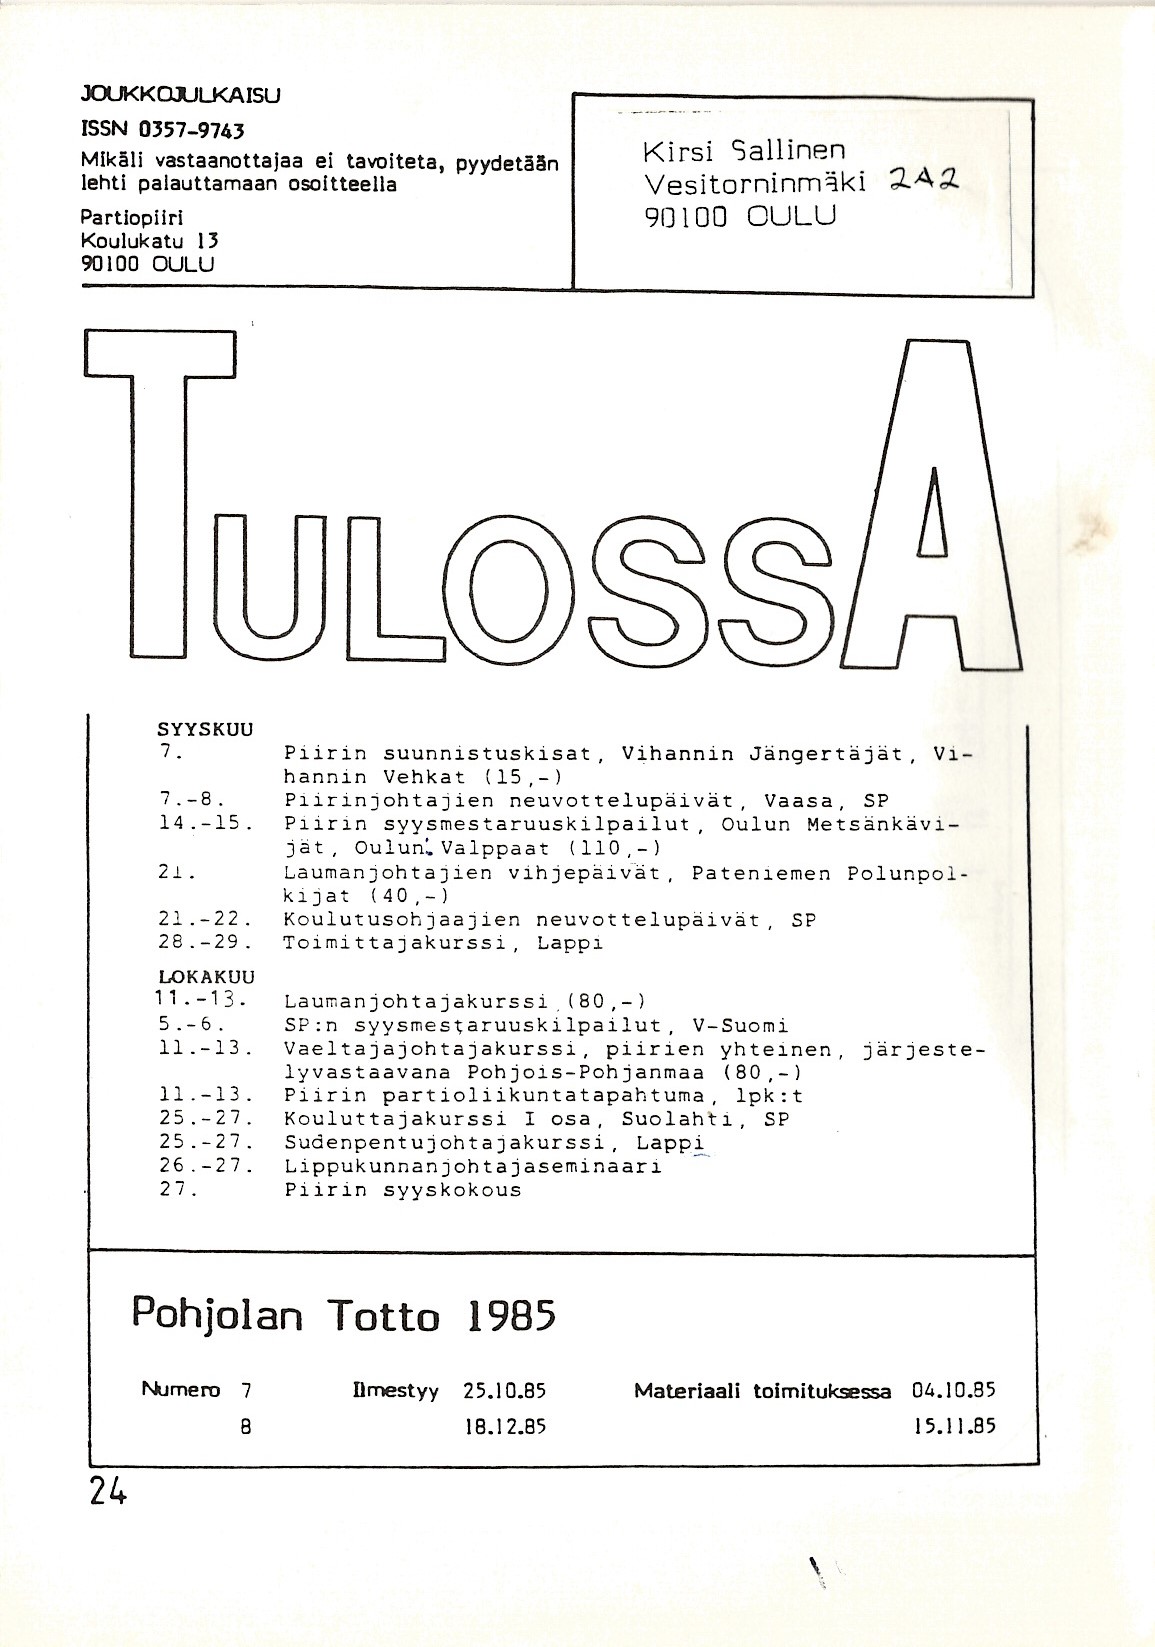 JOUKKOJULKAISU
ISSN 0357-9743
Mikäli vastaanottajaa ei tavoiteta, pyydetään
lehti palauttamaan osoitteella
Partiopiiri
Koulukatu 13
90100 OULU
Kirsi Sallinen
Vesitorninmäki 2A2
90100 OULU
TULOSSA
SYYSKUU
7. Piirin suunnistuskisat, Vihannin Jängertäjät, Vi-
hannin Vehkat (15,-)
7.-8. Piirinjohtajien neuvottelupäivät, Vaasa, SP
14.-15. Piirin syysmestaruuskilpailut, Oulun Metsänkävi-
jät, Oulun Valppaat (110,-)
21. Laumanjohtajien vihjepäivät, Pateniemen Polunpol-
kijat (40,-)
21.-22. Koulutusohjaajien neuvottelupäivät, SP
28.-29. Toimittajakurssi, Lappi
LOKAKUU
11.-13. Laumanjohtajakurssi (80,-)
5.-6. SP:n syysmestaruuskilpailut, V-Suomi
11.-13. Vaeltajajohtajakurssi, piirien yhteinen, järjeste-
lyvastaavana Pohjois-Pohjanmaa (80,-)
11.-13. Piirin partioliikuntatapahtuma, lpk:t
25.-27. Kouluttajakurssi I osa, Suolahti, SP
25.-27. Sudenpentujohtajakurssi, Lappi
26.-27. Lippukunnanjohtajaseminaari
27. Piirin syyskokous
Pohjolan Totto 1985
Numero 7 Ilmestyy 25.10.85 Materiaali toimituksessa 04.10.85
8 18.12.85 15.11.85
24